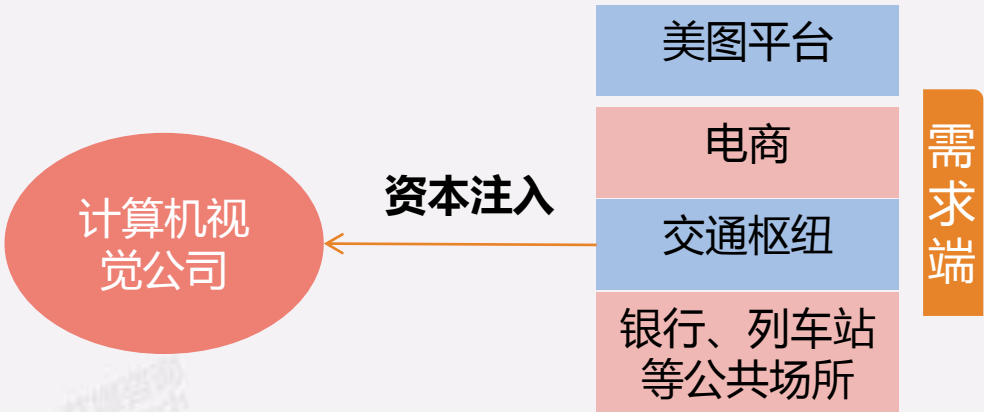 美图平台
电商
资本注入
计算机视
觉公司
交通枢纽
银行、列车站
等公共场所
需求端